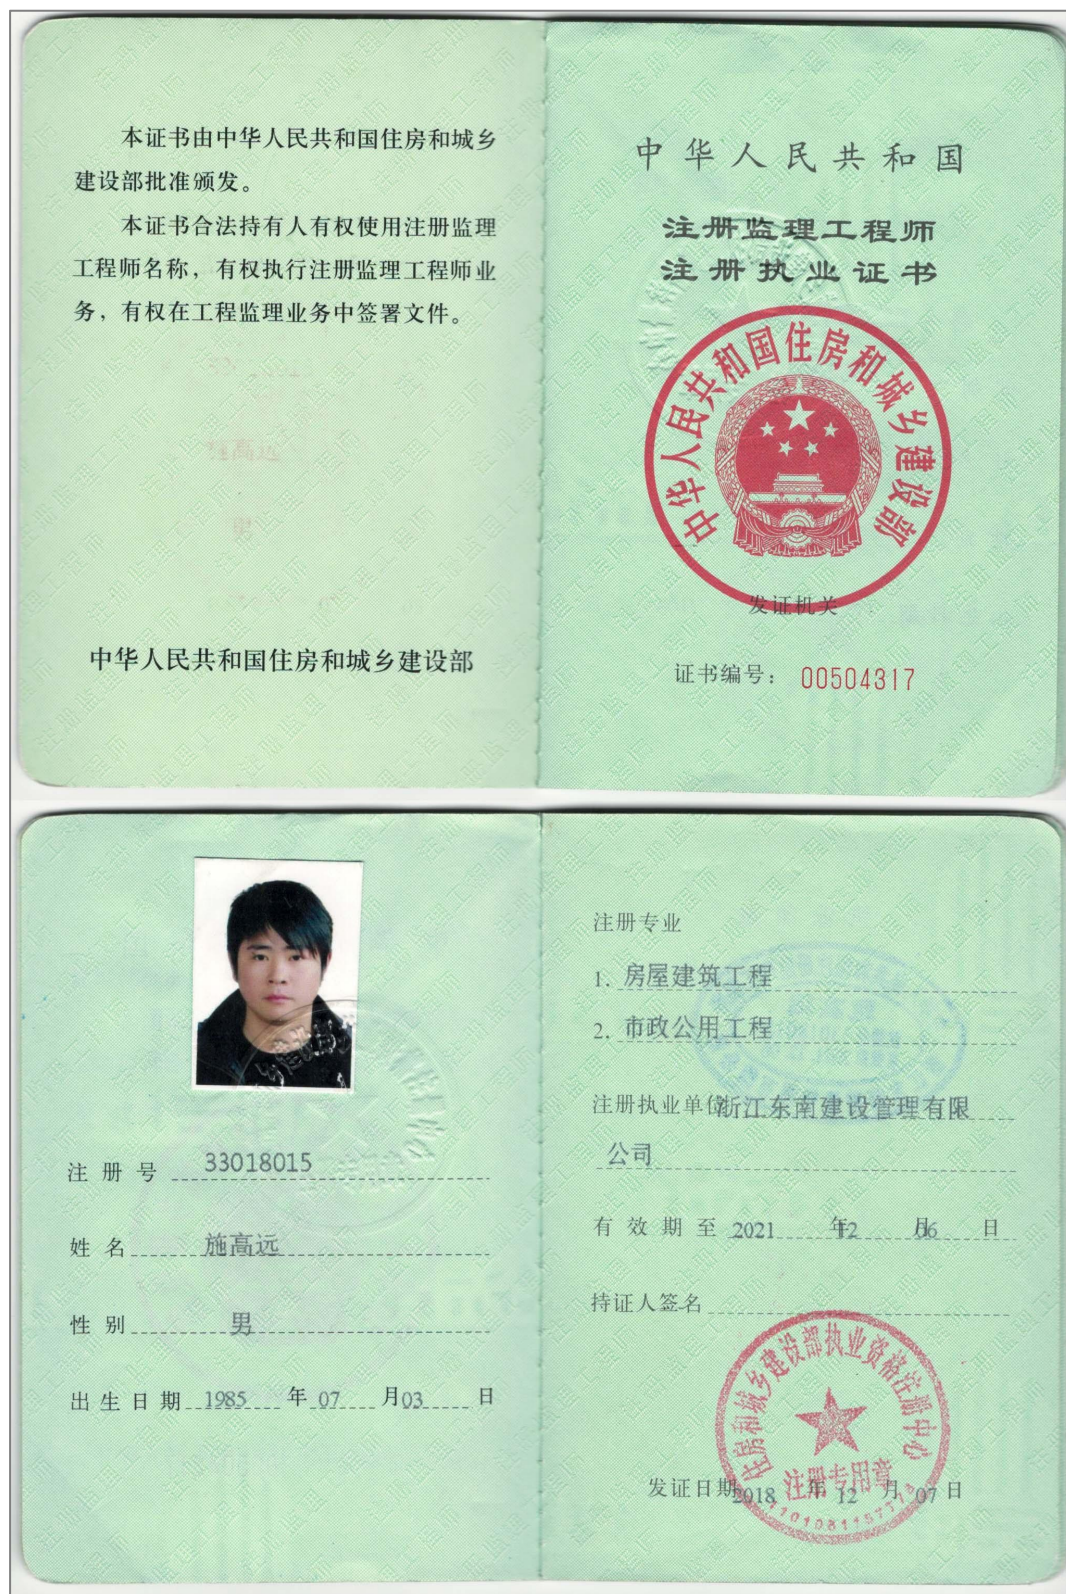 本证书由中华人民共和国住房和城乡
建设部批准颁发。
本证书合法持有人有权使用注册监理
工程师名称，有权执行注册监理工程师业
务，有权在工程监理业务中签署文件。
中华人民共和国住房和城乡建设部
中华人民共和国
注册监理工程师
注册执业证书
中华人民共和国住房和城乡建设部
发证机关
证书编号：00504317
注册号 33018015
姓名 施高远
性别 男
出生日期 1985 年 07 月 03 日
注册专业
1. 房屋建筑工程
2. 市政公用工程
注册执业单位 浙江东南建设管理有限
公司
有效期至 2021 年 12 月 06 日
持证人签名
住房和城乡建设部执业资格注册中心
注册专用章
发证日期 2018 年 12 月 07 日